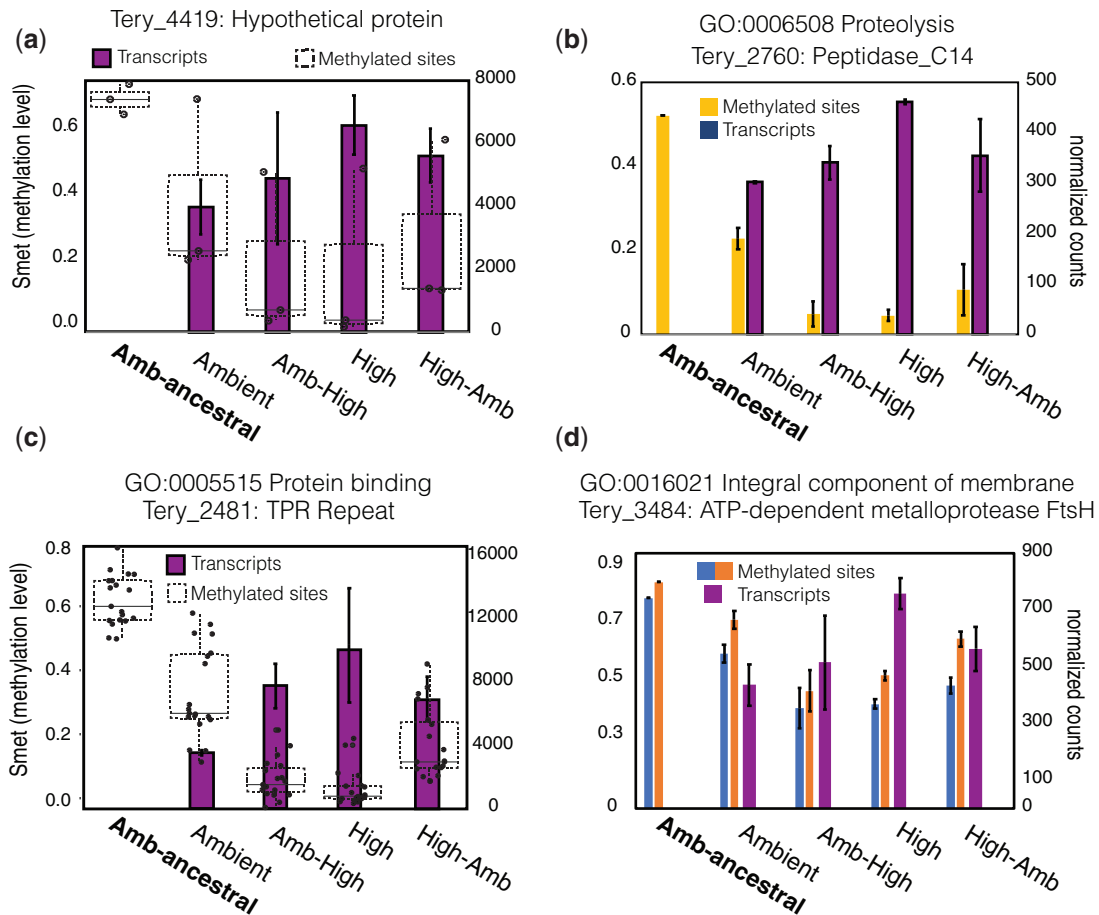 (a)
Tery_4419: Hypothetical protein
Transcripts
Methylated sites
Smet (methylation level)
0.6
0.4
0.2
0.0
8000
6000
4000
2000
0
Amb-ancestral
Ambient
Amb-High
High
High-Amb
(b)
GO:0006508 Proteolysis
Tery_2760: Peptidase_C14
Methylated sites
Transcripts
0.6
0.4
0.2
0
500
400
300
200
100
0
normalized counts
Amb-ancestral
Ambient
Amb-High
High
High-Amb
(c)
GO:0005515 Protein binding
Tery_2481: TPR Repeat
Transcripts
Methylated sites
Smet (methylation level)
0.8
0.6
0.4
0.2
0.0
16000
12000
8000
4000
0
Amb-ancestral
Ambient
Amb-High
High
High-Amb
(d)
GO:0016021 Integral component of membrane
Tery_3484: ATP-dependent metalloprotease FtsH
Methylated sites
Transcripts
0.9
0.7
0.5
0.3
0
900
700
500
300
100
0
normalized counts
Amb-ancestral
Ambient
Amb-High
High
High-Amb